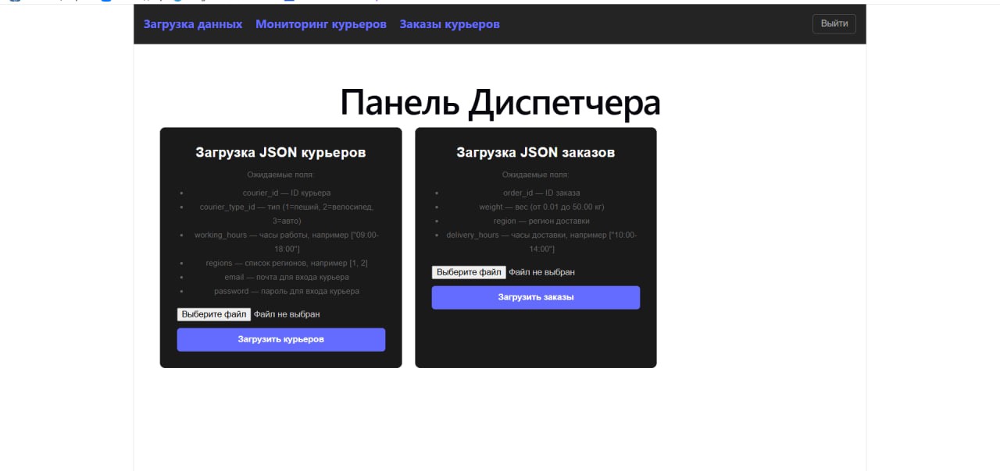 Загрузка данных Мониторинг курьеров Заказы курьеров Выйти
Панель Диспетчера
Загрузка JSON курьеров
Ожидаемые поля:
• courier_id — ID курьера
• courier_type_id — тип (1=пеший, 2=велосипед,
3=авто)
• working_hours — часы работы, например ["09:00-
18:00"]
• regions — список регионов, например [1, 2]
• email — почта для входа курьера
• password — пароль для входа курьера
Выберите файл Файл не выбран
Загрузить курьеров
Загрузка JSON заказов
Ожидаемые поля:
• order_id — ID заказа
• weight — вес (от 0.01 до 50.00 кг)
• region — регион доставки
• delivery_hours — часы доставки, например ["10:00-
14:00"]
Выберите файл Файл не выбран
Загрузить заказы